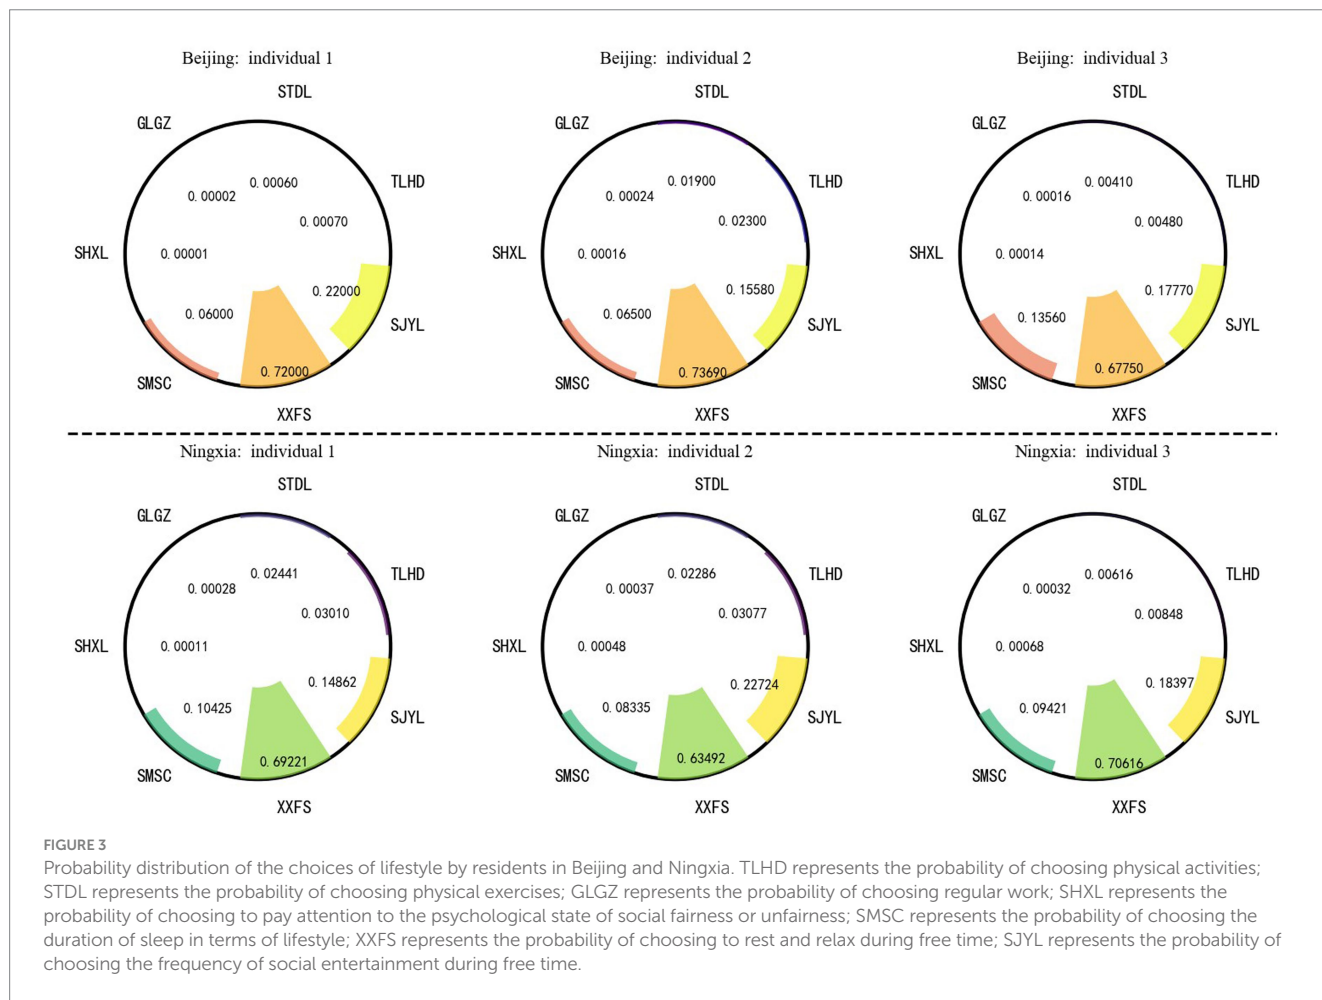 Beijing: individual 1
STDL
GLGZ
TLHD
0.00060
0.00002
0.00070
SHXL
0.00001
0.22000
0.06000
SJYL
0.72000
SMSC
XXFS
Beijing: individual 2
STDL
GLGZ
TLHD
0.01900
0.00024
0.02300
SHXL
0.00016
0.15580
0.06500
SJYL
0.73690
SMSC
XXFS
Beijing: individual 3
STDL
GLGZ
TLHD
0.00410
0.00016
0.00480
SHXL
0.00014
0.17770
0.13560
SJYL
0.67750
SMSC
XXFS
Ningxia: individual 1
STDL
GLGZ
TLHD
0.02441
0.00028
0.03010
SHXL
0.00011
0.14862
0.10425
SJYL
0.69221
SMSC
XXFS
Ningxia: individual 2
STDL
GLGZ
TLHD
0.02286
0.00037
0.03077
SHXL
0.00048
0.22724
0.08335
SJYL
0.63492
SMSC
XXFS
Ningxia: individual 3
STDL
GLGZ
TLHD
0.00616
0.00032
0.00848
SHXL
0.00068
0.18397
0.09421
SJYL
0.70616
SMSC
XXFS
FIGURE 3
Probability distribution of the choices of lifestyle by residents in Beijing and Ningxia. TLHD represents the probability of choosing physical activities;
STDL represents the probability of choosing physical exercises; GLGZ represents the probability of choosing regular work; SHXL represents the
probability of choosing to pay attention to the psychological state of social fairness or unfairness; SMSC represents the probability of choosing the
duration of sleep in terms of lifestyle; XXFS represents the probability of choosing to rest and relax during free time; SJYL represents the probability of
choosing the frequency of social entertainment during free time.